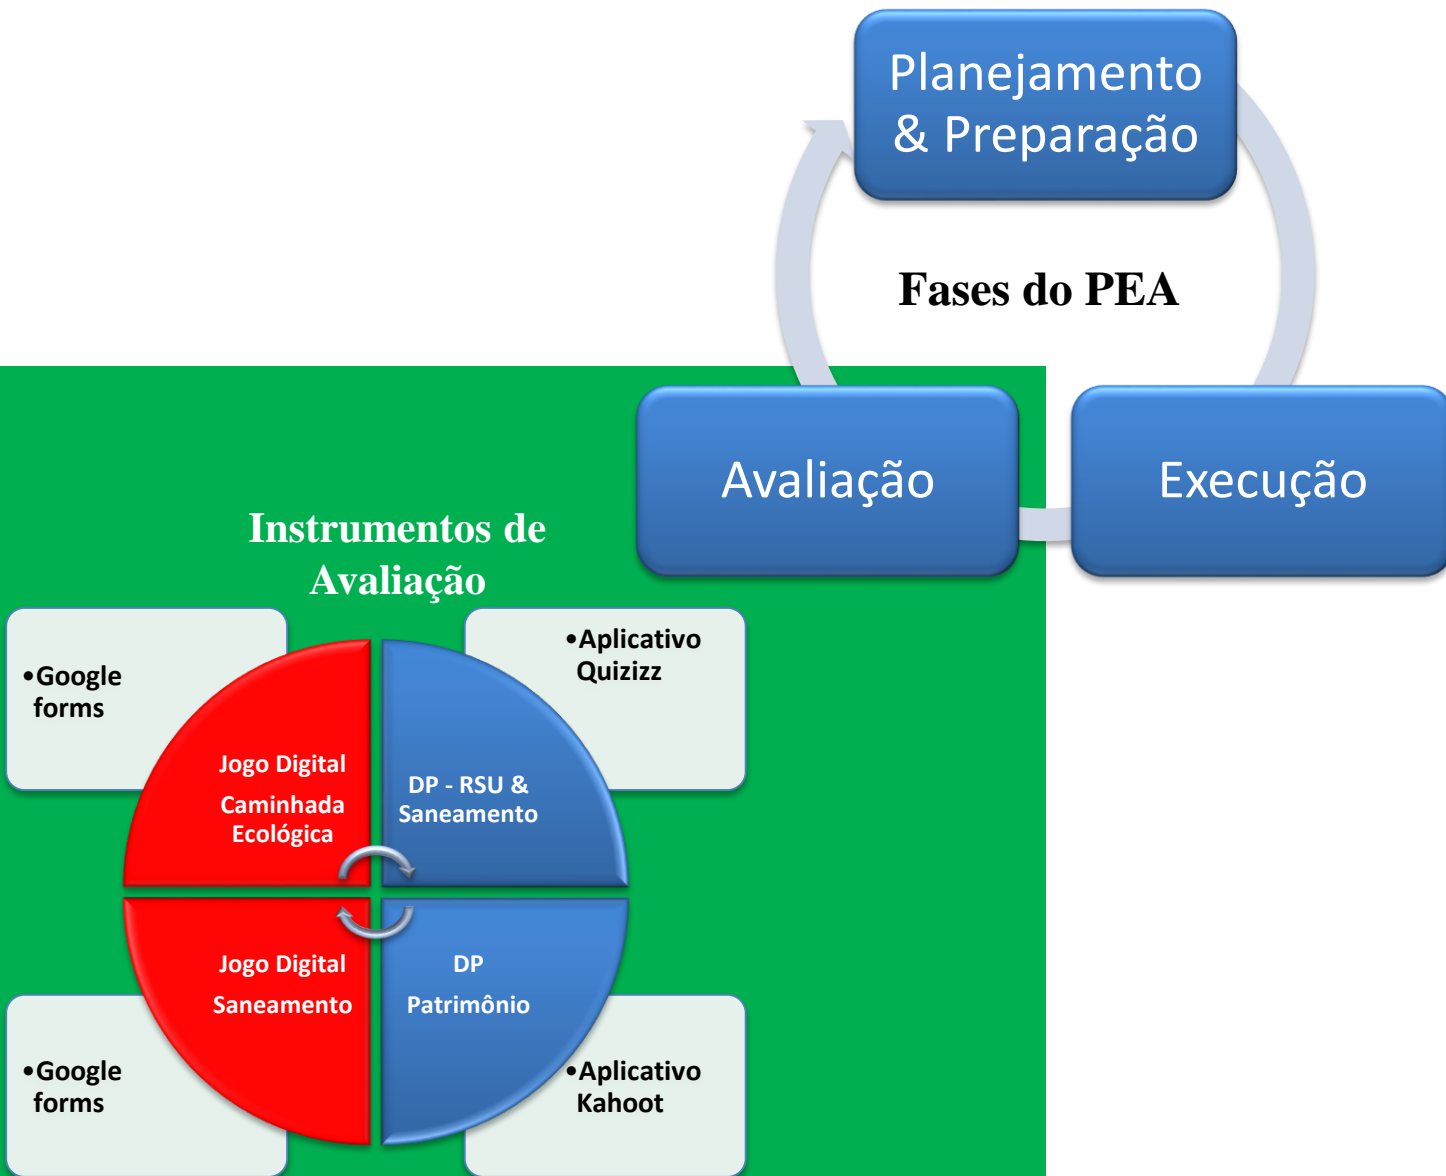 Planejamento
& Preparação
Fases do PEA
Avaliação
Execução
Instrumentos de
Avaliação
•Google
forms
•Aplicativo
Quizizz
Jogo Digital
Caminhada
Ecológica
DP - RSU &
Saneamento
Jogo Digital
Saneamento
DP
Patrimônio
•Google
forms
•Aplicativo
Kahoot